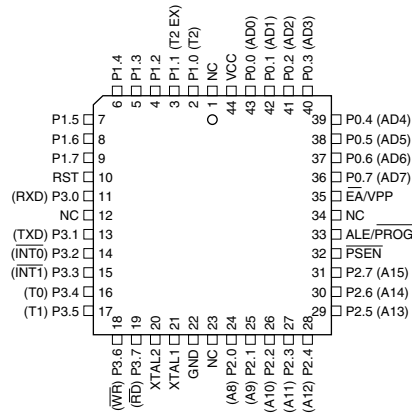 P1.4
P1.3
P1.2
P1.1 (T2 EX)
P1.0 (T2)
NC
VCC
P0.0 (AD0)
P0.1 (AD1)
P0.2 (AD2)
P0.3 (AD3)
6
5
4
3
2
1
44
43
42
41
40
P1.5 7
P1.6 8
P1.7 9
RST 10
(RXD) P3.0 11
NC 12
(TXD) P3.1 13
(INT0) P3.2 14
(INT1) P3.3 15
(T0) P3.4 16
(T1) P3.5 17
39 P0.4 (AD4)
38 P0.5 (AD5)
37 P0.6 (AD6)
36 P0.7 (AD7)
35 EA/VPP
34 NC
33 ALE/PROG
32 PSEN
31 P2.7 (A15)
30 P2.6 (A14)
29 P2.5 (A13)
18
19
20
21
22
23
24
25
26
27
28
(WR) P3.6
(RD) P3.7
XTAL2
XTAL1
GND
NC
(A8) P2.0
(A9) P2.1
(A10) P2.2
(A11) P2.3
(A12) P2.4